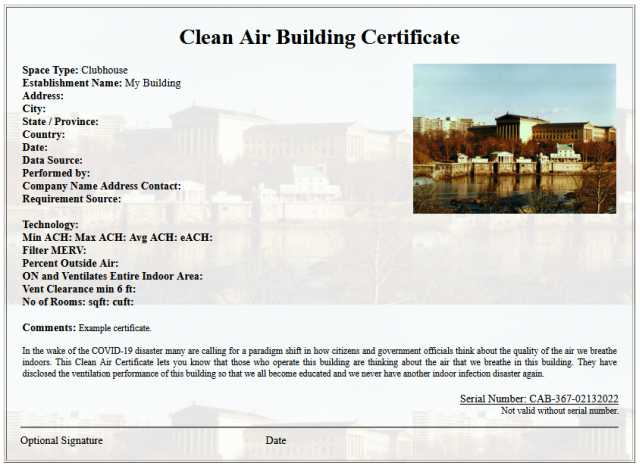 Clean Air Building Certificate
Space Type: Clubhouse
Establishment Name: My Building
Address:
City:
State / Province:
Country:
Date:
Data Source:
Performed by:
Company Name Address Contact:
Requirement Source:
Technology:
Min ACH: Max ACH: Avg ACH: eACH:
Filter MERV:
Percent Outside Air:
ON and Ventilates Entire Indoor Area:
Vent Clearance min 6 ft:
No of Rooms: sqft: cuft:
Comments: Example certificate.
In the wake of the COVID-19 disaster many are calling for a paradigm shift in how citizens and government officials think about the quality of the air we breathe
indoors. This Clean Air Certificate lets you know that those who operate this building are thinking about the air that we breathe in this building. They have
disclosed the ventilation performance of this building so that we all become educated and we never have another indoor infection disaster again.
Serial Number: CAB-367-02132022
Not valid without serial number.
Optional Signature Date